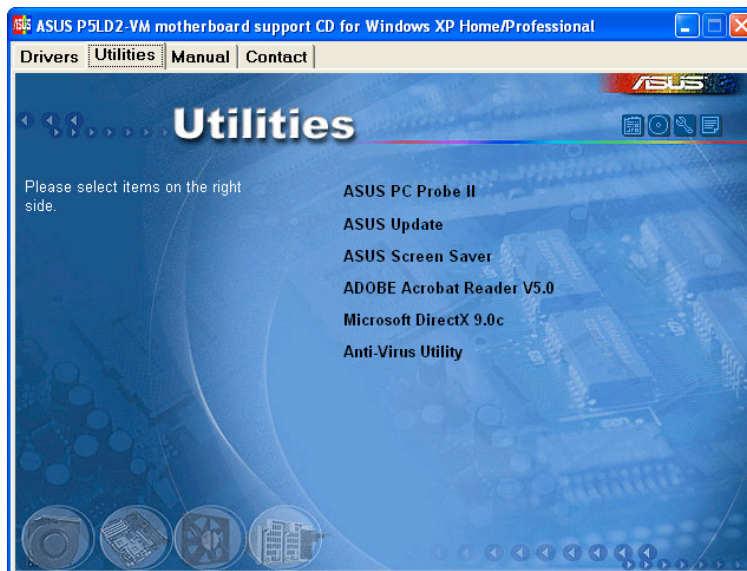 ASUS P5LD2-VM motherboard support CD for Windows XP Home/Professional
Drivers Utilities Manual Contact
ASUS
Utilities
Please select items on the right
side.
ASUS PC Probe II
ASUS Update
ASUS Screen Saver
ADOBE Acrobat Reader V5.0
Microsoft DirectX 9.0c
Anti-Virus Utility